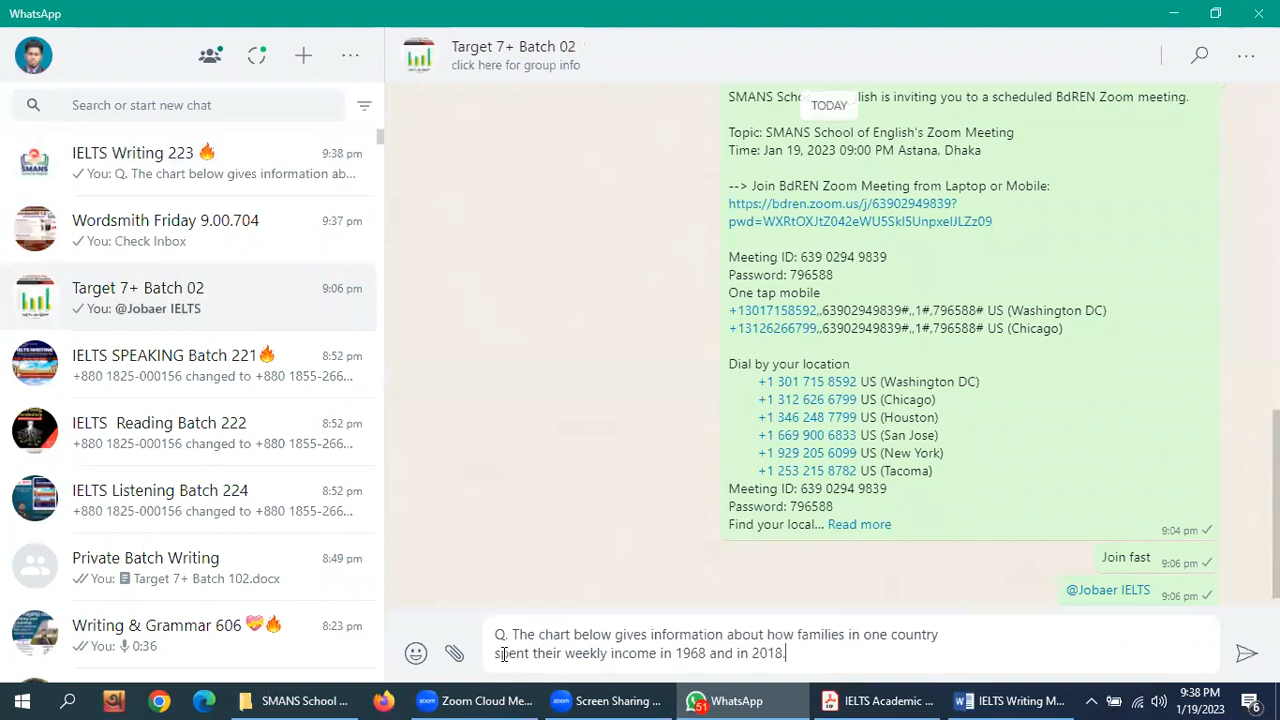 WhatsApp
Search or start new chat
IELTS Writing 223 🔥
9:38 pm
✓ You: Q. The chart below gives information ab...
Wordsmith Friday 9.00.704
9:37 pm
✓ You: Check Inbox
Target 7+ Batch 02
9:06 pm
✓ You: @Jobaer IELTS
IELTS SPEAKING Batch 221🔥
8:52 pm
+880 1825-000156 changed to +880 1855-266...
IELTS Reading Batch 222
8:52 pm
+880 1825-000156 changed to +880 1855-266...
IELTS Listening Batch 224
8:52 pm
+880 1825-000156 changed to +880 1855-266...
Private Batch Writing
8:49 pm
You: Target 7+ Batch 102.docx
Writing & Grammar 606 💝🔥
8:23 pm
You: 0:36
Target 7+ Batch 02
click here for group info
TODAY
is inviting you to a scheduled BdREN Zoom meeting.
Topic: SMANS School of English's Zoom Meeting
Time: Jan 19, 2023 09:00 PM Astana, Dhaka
--> Join BdREN Zoom Meeting from Laptop or Mobile:
https://bdren.zoom.us/j/63902949839?
Meeting ID: 639 0294 9839
Password: 796588
One tap mobile
+13017158592,,63902949839#,,1#,796588# US (Washington DC)
+13126266799,,63902949839#,,1#,796588# US (Chicago)
Dial by your location
+1 301 715 8592 US (Washington DC)
+1 312 626 6799 US (Chicago)
+1 346 248 7799 US (Houston)
+1 669 900 6833 US (San Jose)
+1 929 205 6099 US (New York)
+1 253 215 8782 US (Tacoma)
Meeting ID: 639 0294 9839
Password: 796588
Find your local... Read more
9:04 pm
Join fast
9:06 pm
@Jobaer IELTS
9:06 pm
Q. The chart below gives information about how families in one country
spent their weekly income in 1968 and in 2018.
SMANS School ...
Zoom Cloud Me...
Screen Sharing ...
51
WhatsApp
IELTS Academic ...
IELTS Writing M...
9:38 PM
1/19/2023
6